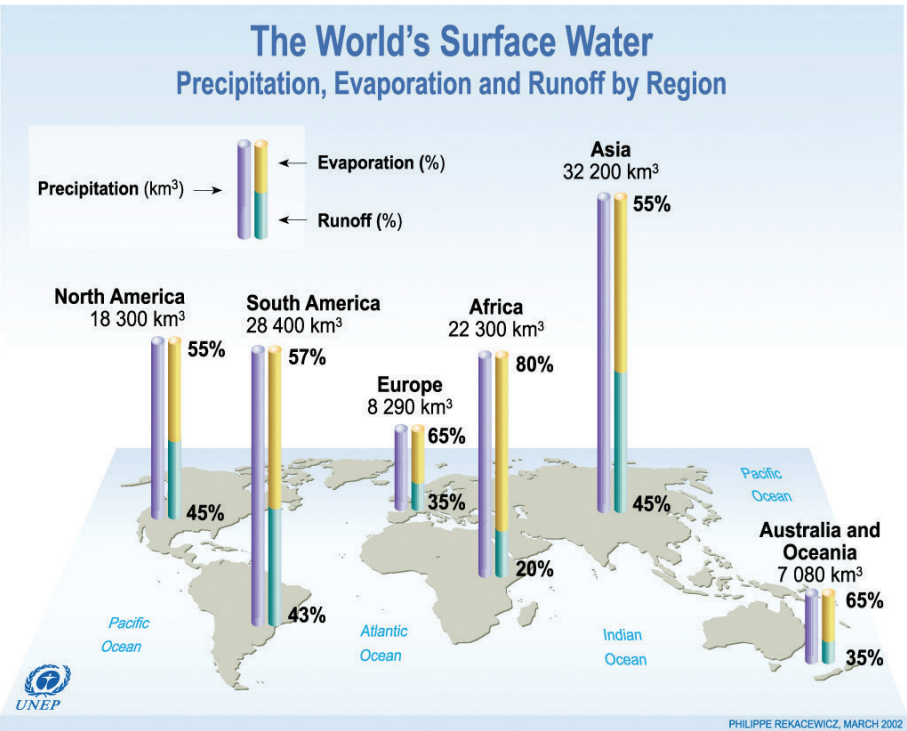 The World's Surface Water
Precipitation, Evaporation and Runoff by Region
Precipitation (km³)
Evaporation (%)
Runoff (%)
Asia
32 200 km³
55%
45%
North America
18 300 km³
55%
45%
South America
28 400 km³
57%
43%
Europe
8 290 km³
65%
35%
Africa
22 300 km³
80%
20%
Australia and
Oceania
7 080 km³
65%
35%
Pacific
Ocean
Pacific
Ocean
Atlantic
Ocean
Indian
Ocean
UNEP
PHILIPPE REKACEWICZ, MARCH 2002